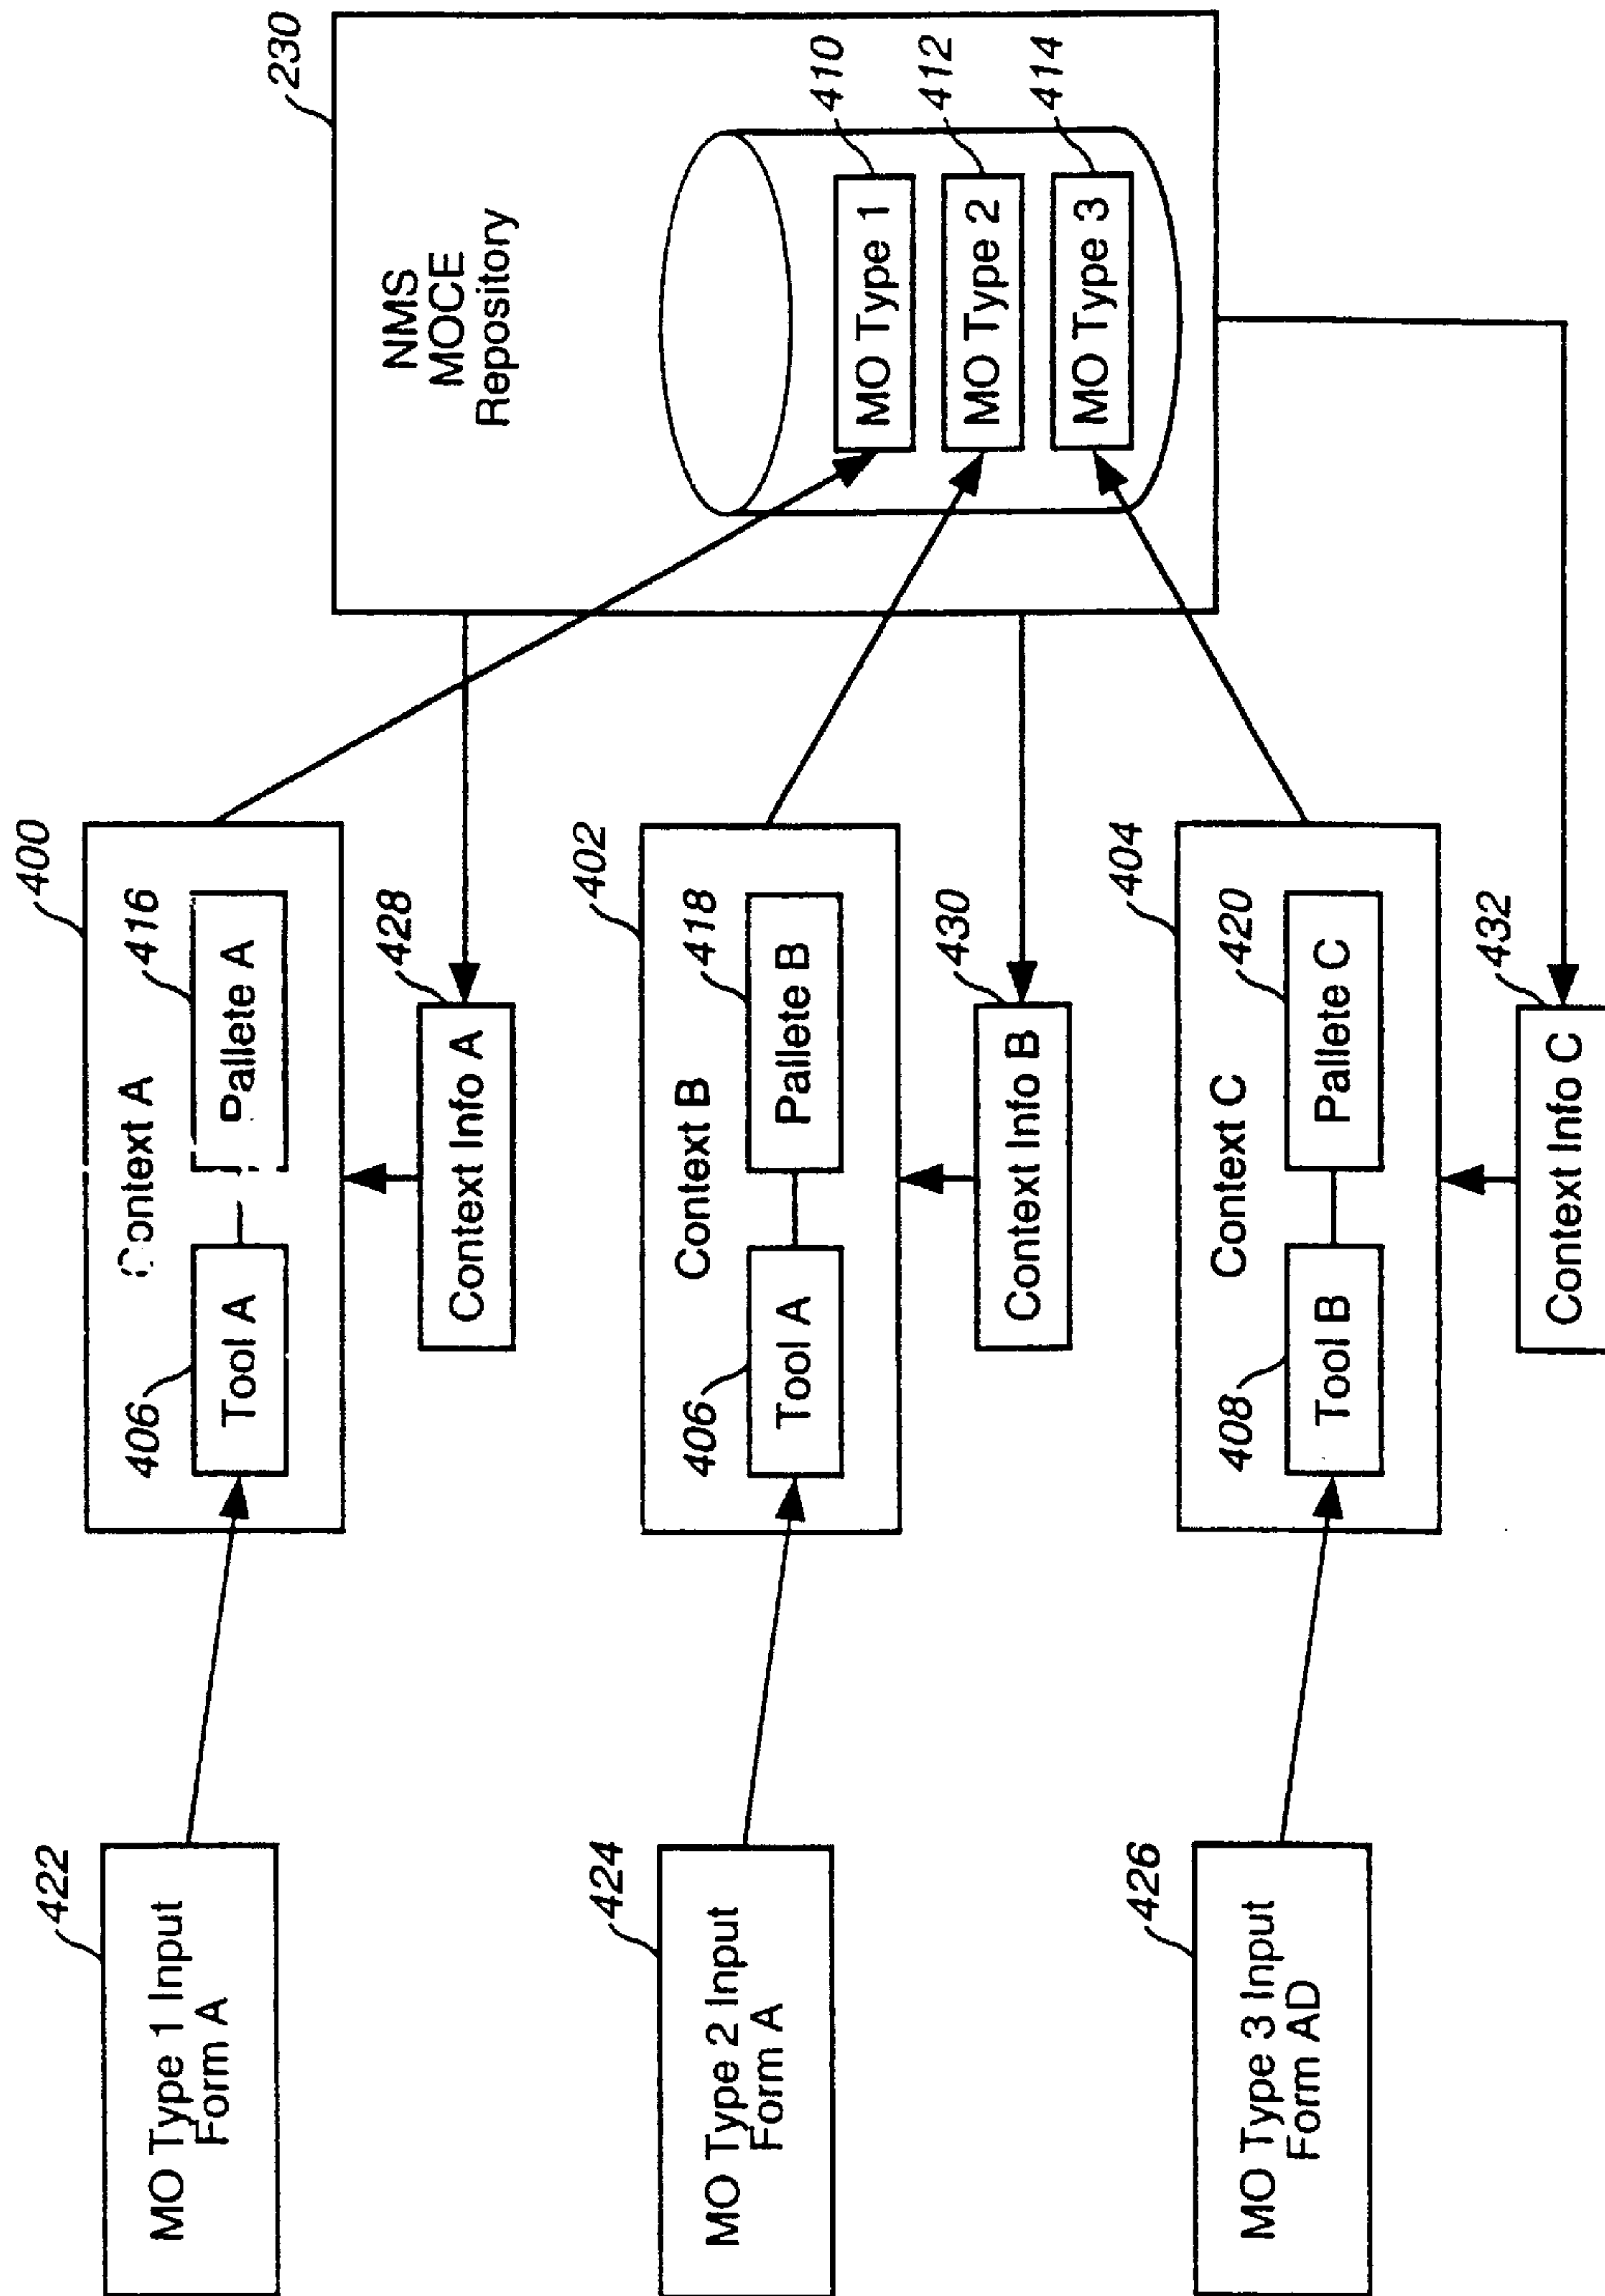 422
MO Type 1 Input
Form A
400
Context A
406
Tool A
416
Pallete A
428
Context Info A
424
MO Type 2 Input
Form A
402
Context B
406
Tool A
418
Pallete B
430
Context Info B
426
MO Type 3 Input
Form AD
404
Context C
408
Tool B
420
Pallete C
432
Context Info C
230
NMS
MOCE
Repository
MO Type 1
410
MO Type 2
412
MO Type 3
414